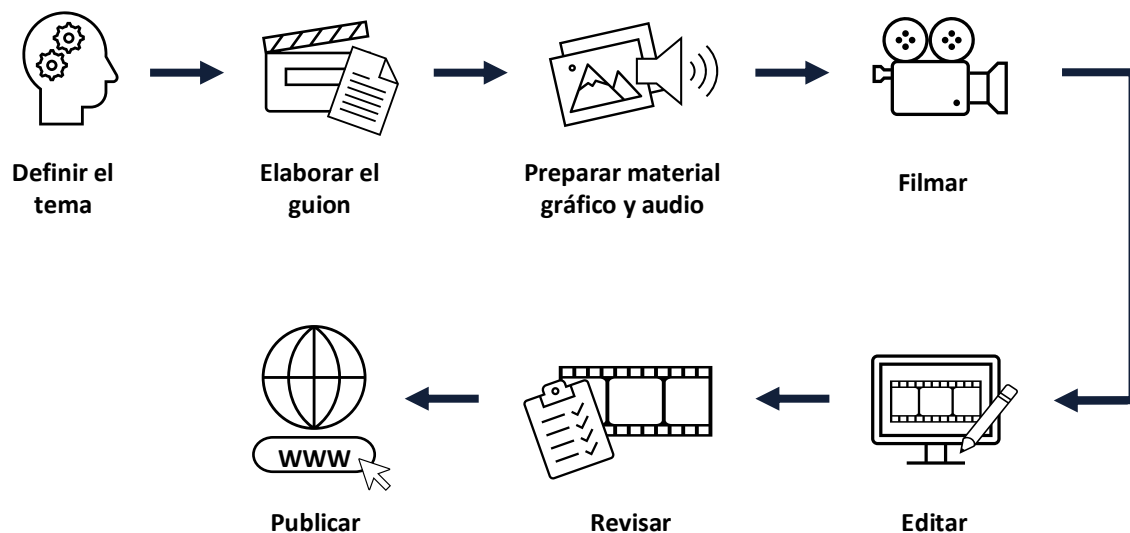 Definir el
tema
Elaborar el
guion
Preparar material
gráfico y audio
Filmar
Editar
Revisar
www
Publicar